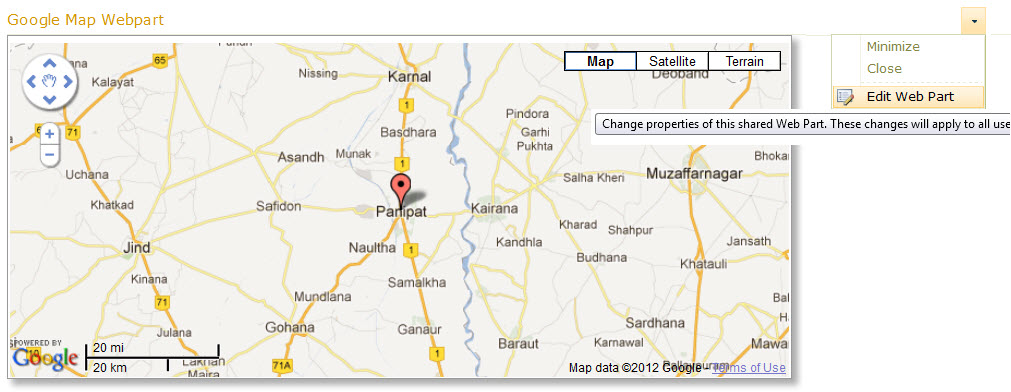 Google Map Webpart
Minimize
Close
Edit Web Part
Change properties of this shared Web Part. These changes will apply to all use
Map Satellite Terrain
65
Nissing
Karnal
Deoband
Kalayat
1
Pindora
71
Basdhara
Garhi
Pukhta
Asandh
Munak
1
Bhoka
Uchana
Salha Kheri
Muzaffarnagar
Khatkad
Safidon
Panipat
Kairana
Kharad
Shahpur
Jind
Naultha
1
Kandhla
Jansath
Budhana
Khatauli
Kinana
Samalkha
71
Mundlana
Julana
Gohana
Ganaur
Sardhana
1
Baraut
Karnawal
POWERED BY
Google
20 mi
20 km
Lakhan
Majra
71A
Map data ©2012 Google - Terms of Use